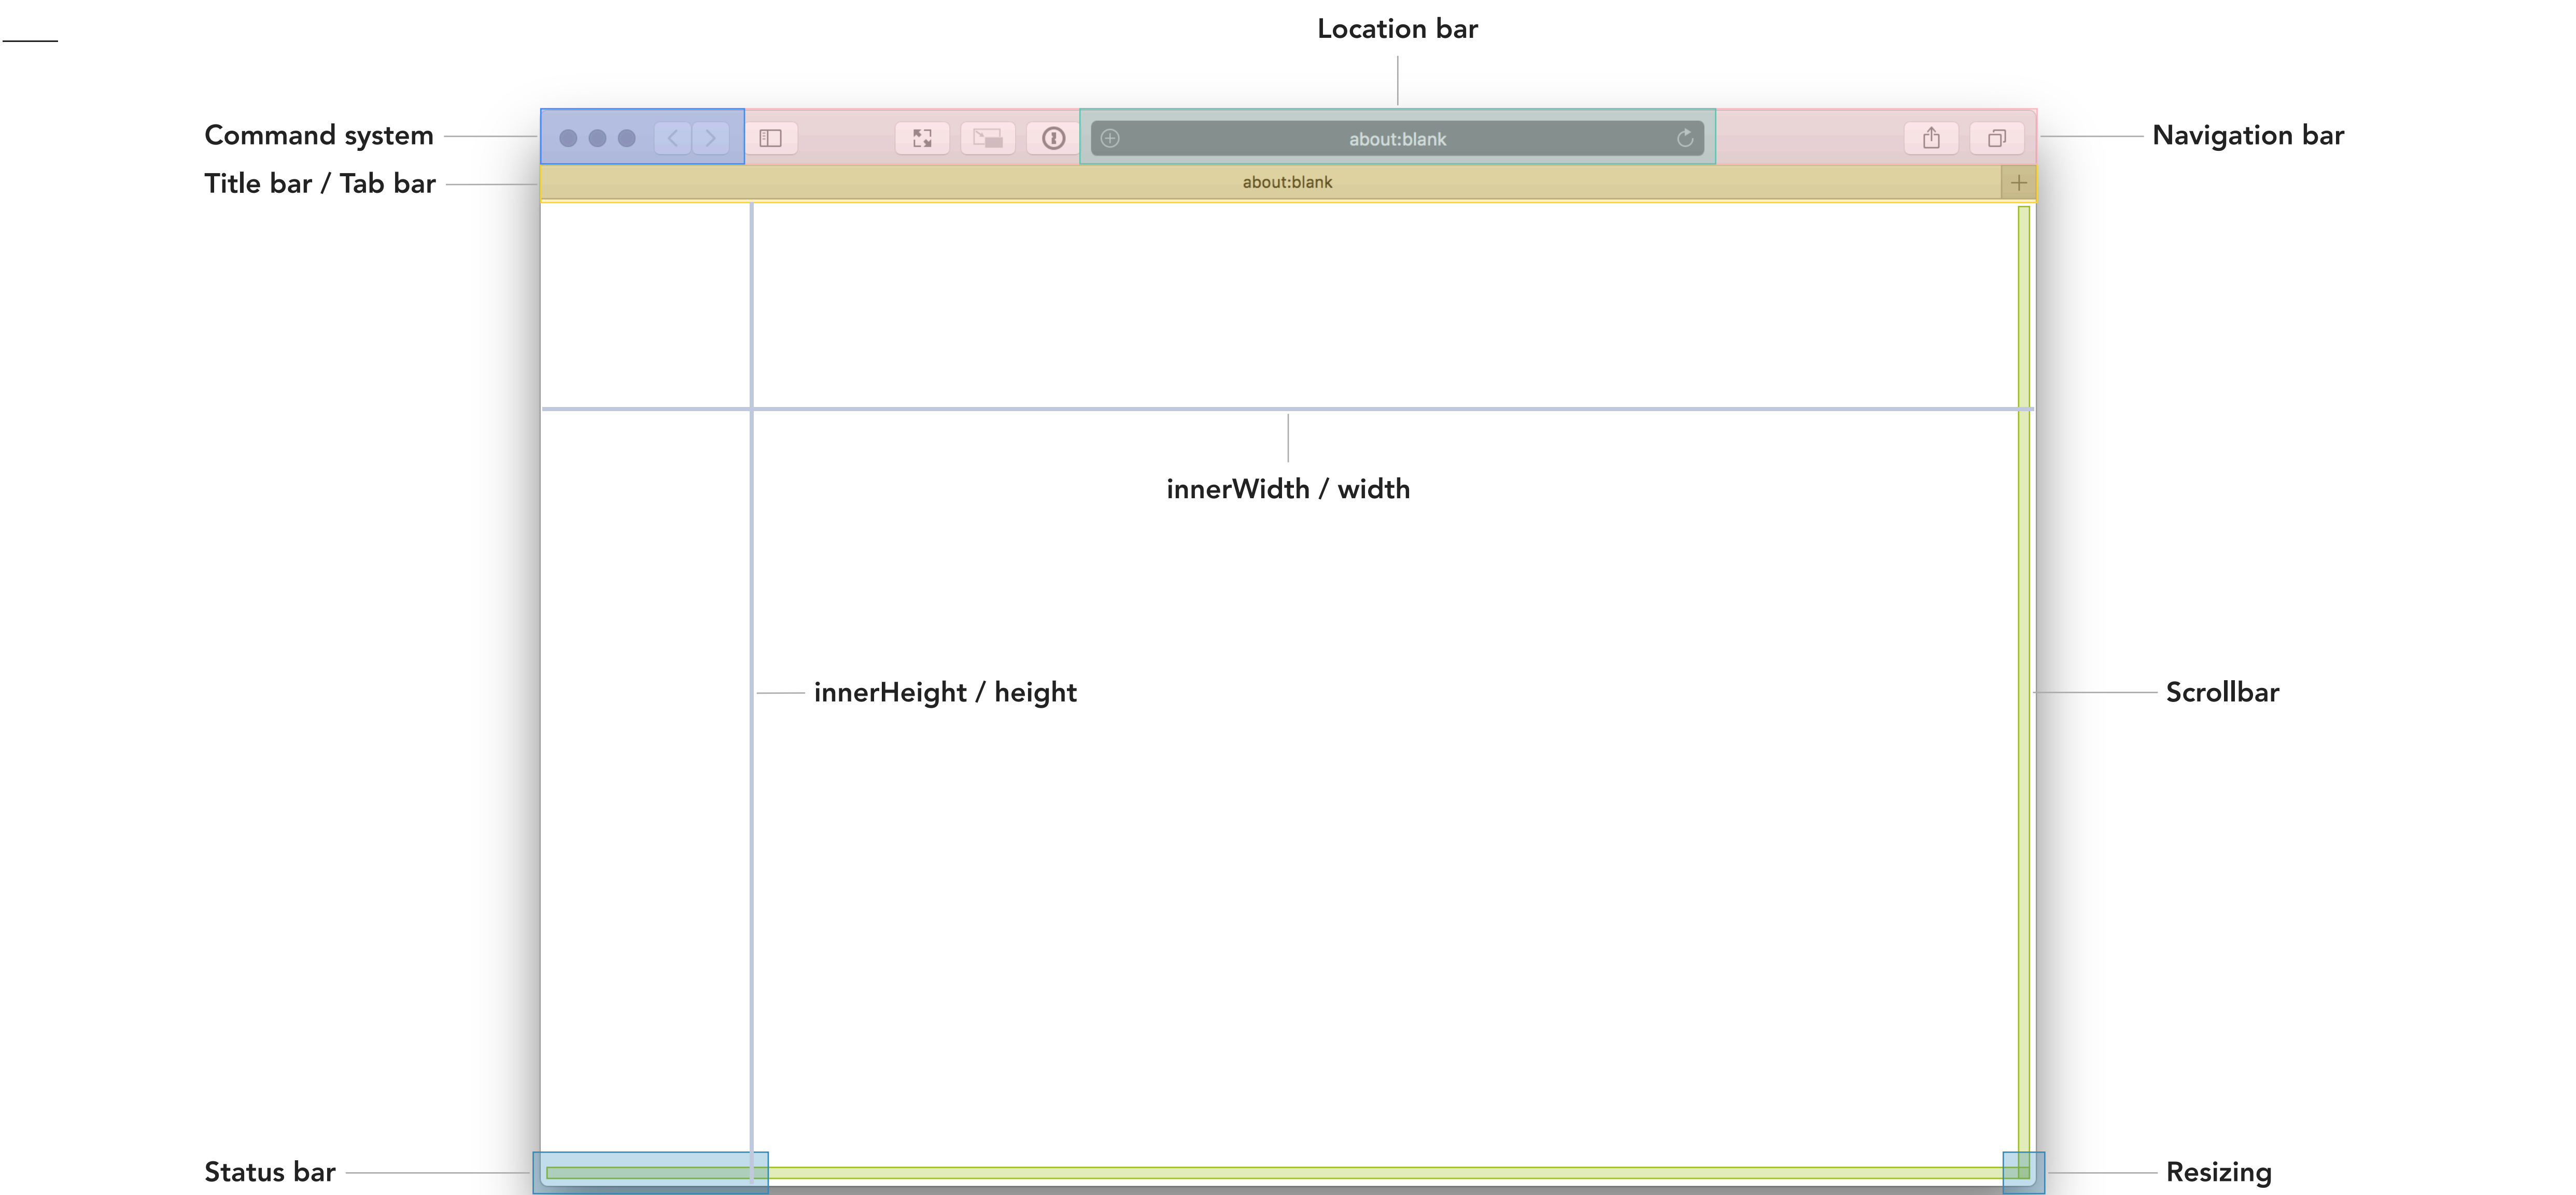 Location bar
Command system
about:blank
Navigation bar
Title bar / Tab bar
about:blank
innerWidth / width
innerHeight / height
Scrollbar
Status bar
Resizing